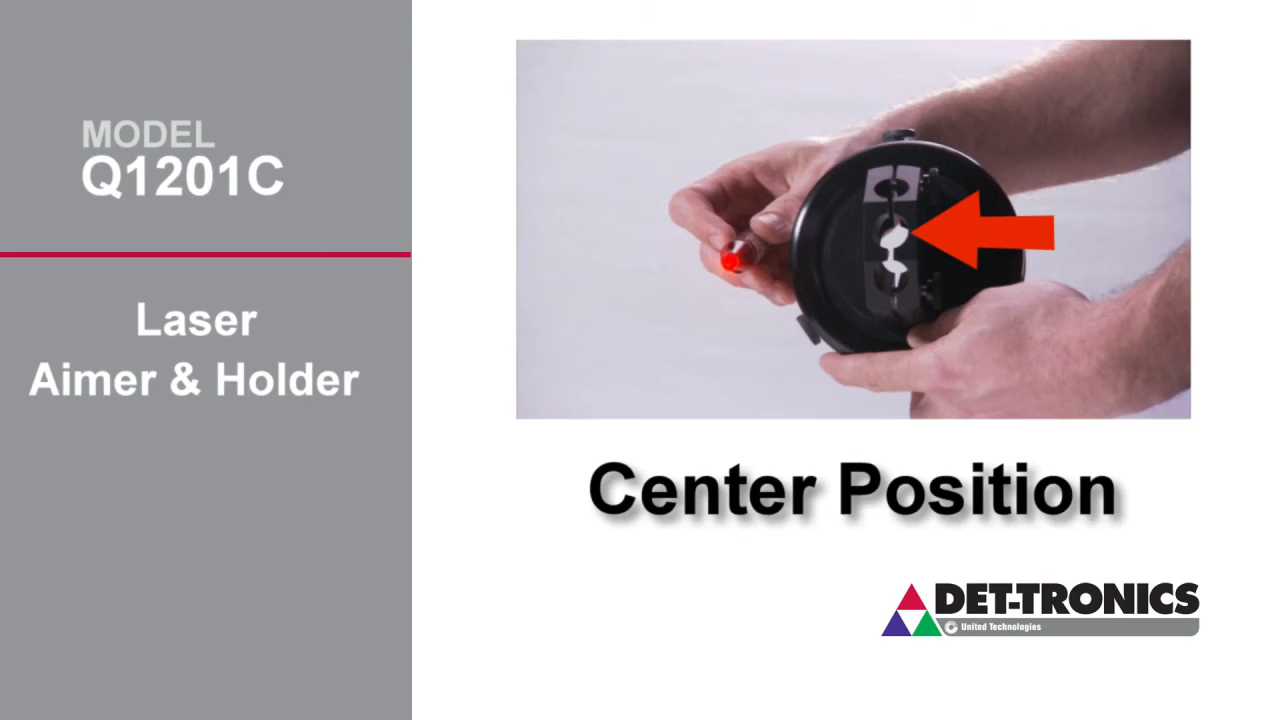 MODEL
Q1201C
Laser
Aimer & Holder
Center Position
DET-TRONICS
United Technologies